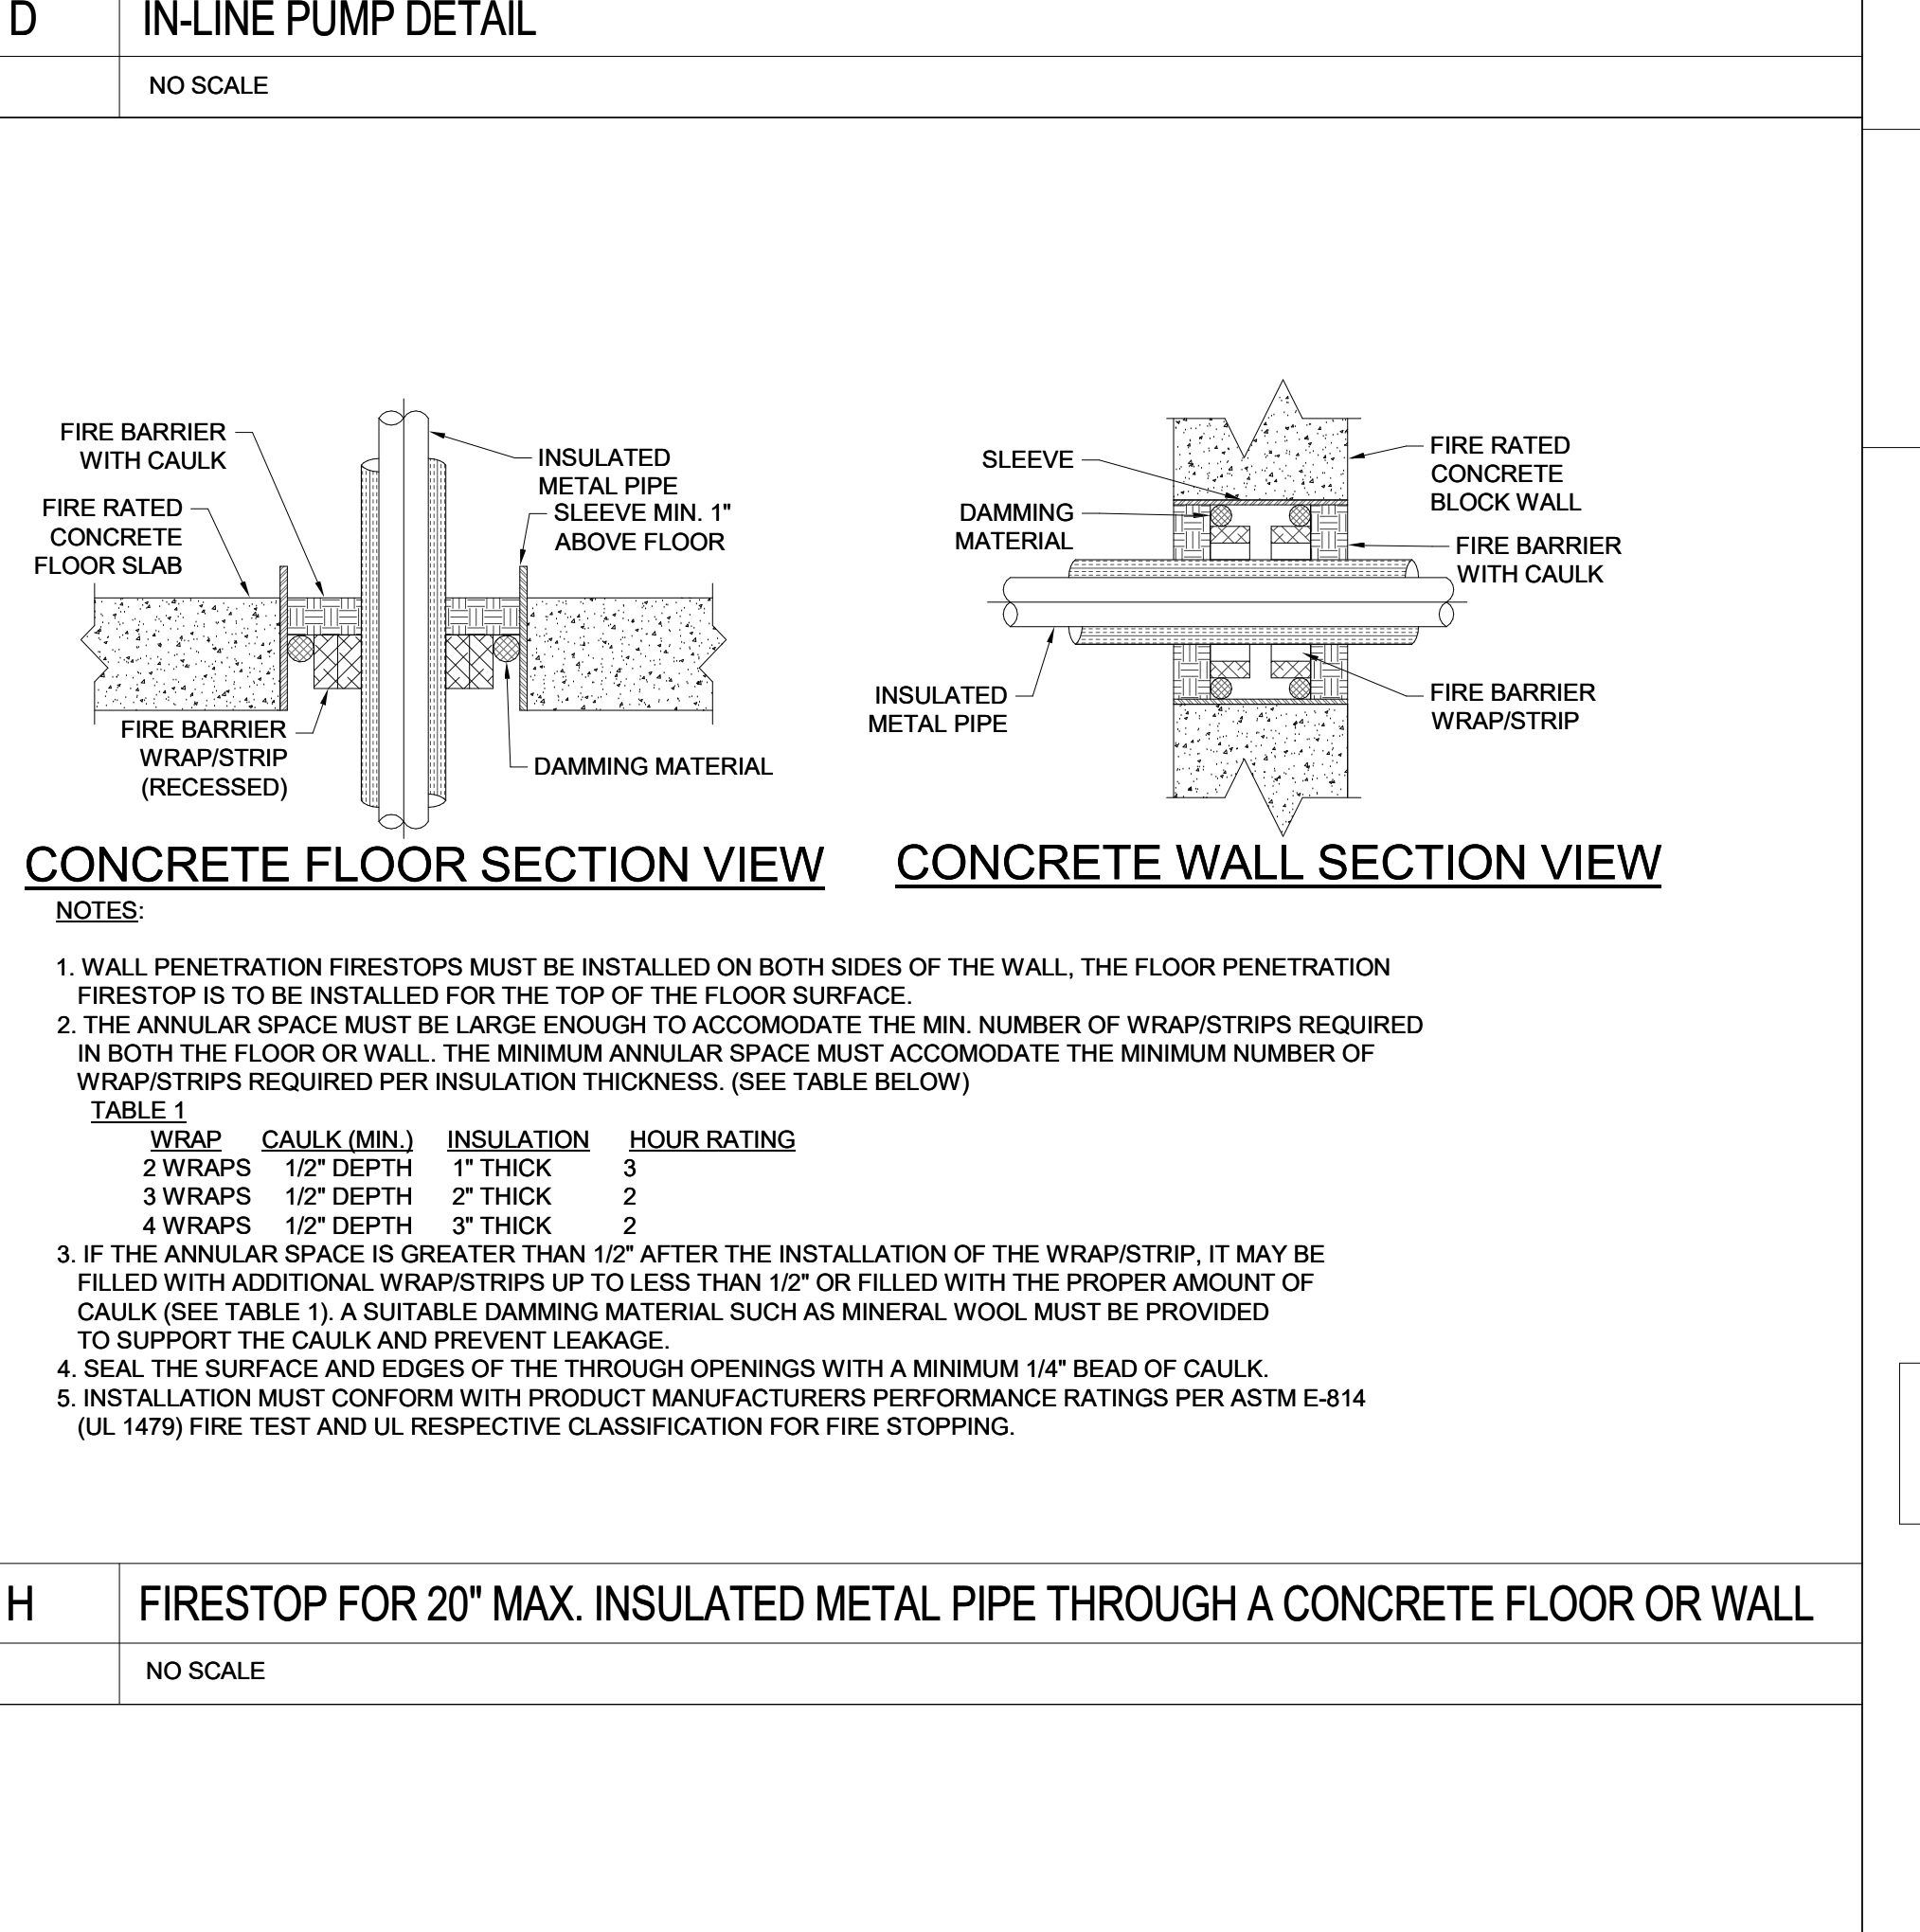 D IN-LINE PUMP DETAIL
NO SCALE
FIRE BARRIER
WITH CAULK
FIRE RATED
CONCRETE
FLOOR SLAB
INSULATED
METAL PIPE
SLEEVE MIN. 1"
ABOVE FLOOR
FIRE BARRIER
WRAP/STRIP
(RECESSED)
DAMMING MATERIAL
CONCRETE FLOOR SECTION VIEW
SLEEVE
DAMMING
MATERIAL
FIRE RATED
CONCRETE
BLOCK WALL
FIRE BARRIER
WITH CAULK
INSULATED
METAL PIPE
FIRE BARRIER
WRAP/STRIP
CONCRETE WALL SECTION VIEW
NOTES:
1. WALL PENETRATION FIRESTOPS MUST BE INSTALLED ON BOTH SIDES OF THE WALL, THE FLOOR PENETRATION
FIRESTOP IS TO BE INSTALLED FOR THE TOP OF THE FLOOR SURFACE.
2. THE ANNULAR SPACE MUST BE LARGE ENOUGH TO ACCOMODATE THE MIN. NUMBER OF WRAP/STRIPS REQUIRED
IN BOTH THE FLOOR OR WALL. THE MINIMUM ANNULAR SPACE MUST ACCOMODATE THE MINIMUM NUMBER OF
WRAP/STRIPS REQUIRED PER INSULATION THICKNESS. (SEE TABLE BELOW)
TABLE 1
WRAP CAULK (MIN.) INSULATION HOUR RATING
2 WRAPS 1/2" DEPTH 1" THICK 3
3 WRAPS 1/2" DEPTH 2" THICK 2
4 WRAPS 1/2" DEPTH 3" THICK 2
3. IF THE ANNULAR SPACE IS GREATER THAN 1/2" AFTER THE INSTALLATION OF THE WRAP/STRIP, IT MAY BE
FILLED WITH ADDITIONAL WRAP/STRIPS UP TO LESS THAN 1/2" OR FILLED WITH THE PROPER AMOUNT OF
CAULK (SEE TABLE 1). A SUITABLE DAMMING MATERIAL SUCH AS MINERAL WOOL MUST BE PROVIDED
TO SUPPORT THE CAULK AND PREVENT LEAKAGE.
4. SEAL THE SURFACE AND EDGES OF THE THROUGH OPENINGS WITH A MINIMUM 1/4" BEAD OF CAULK.
5. INSTALLATION MUST CONFORM WITH PRODUCT MANUFACTURERS PERFORMANCE RATINGS PER ASTM E-814
(UL 1479) FIRE TEST AND UL RESPECTIVE CLASSIFICATION FOR FIRE STOPPING.
H FIRESTOP FOR 20" MAX. INSULATED METAL PIPE THROUGH A CONCRETE FLOOR OR WALL
NO SCALE